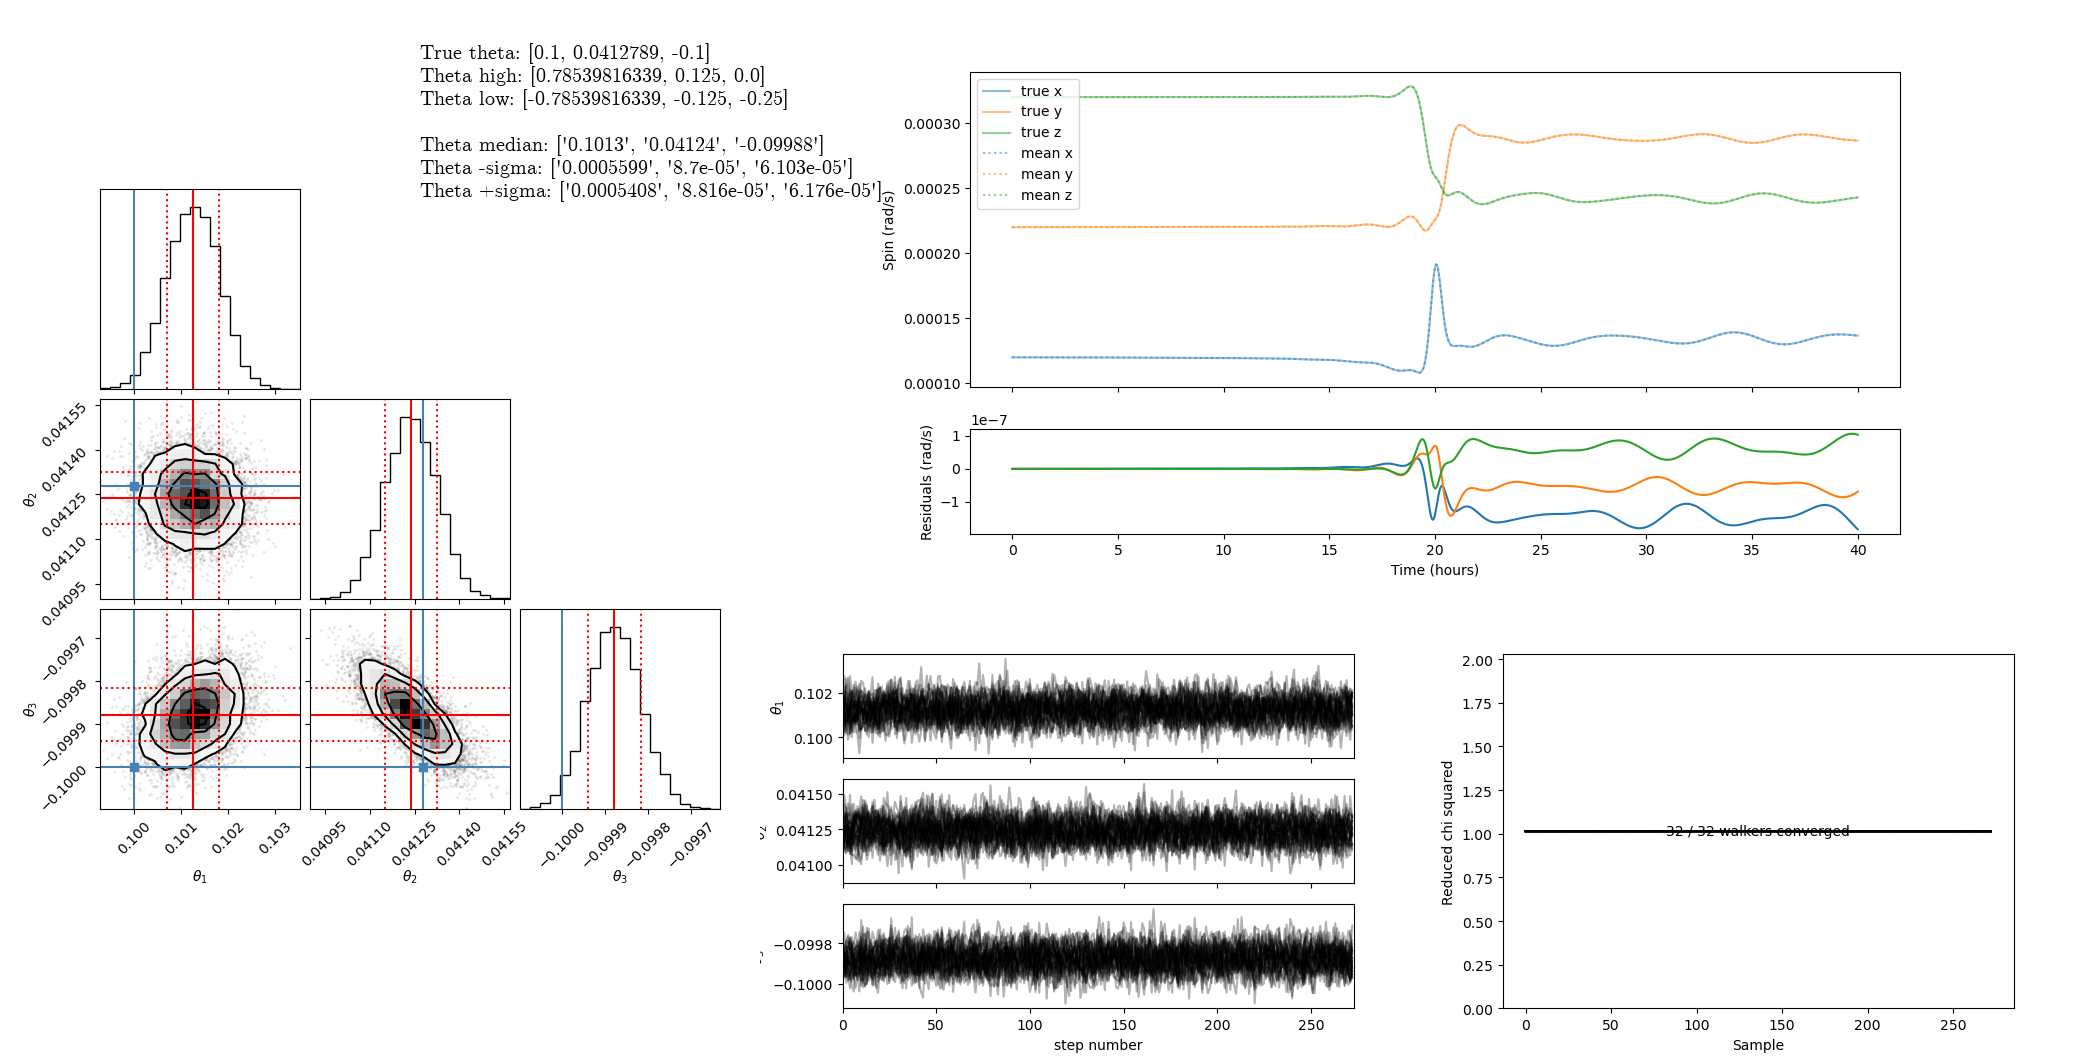 True theta: [0.1, 0.0412789, -0.1]
Theta high: [0.78539816339, 0.125, 0.0]
Theta low: [-0.78539816339, -0.125, -0.25]
Theta median: ['0.1013', '0.04124', '-0.09988']
Theta -sigma: ['0.0005599', '8.7e-05', '6.103e-05']
Theta +sigma: ['0.0005408', '8.816e-05', '6.176e-05']
θ2
0.04155
0.04140
0.04125
0.04110
0.04095
θ3
−0.0997
−0.0998
−0.0999
−0.1000
0.100
0.101
0.102
0.103
θ1
0.04095
0.04110
0.04125
0.04140
0.04155
θ2
−0.1000
−0.0999
−0.0998
−0.0997
θ3
true x
true y
true z
mean x
mean y
mean z
Spin (rad/s)
0.00030
0.00025
0.00020
0.00015
0.00010
1e−7
Residuals (rad/s)
1
0
−1
0
5
10
15
20
25
30
35
40
Time (hours)
θ1
0.102
0.100
0.04150
0.04125
0.04100
−0.0998
−0.1000
0
50
100
150
200
250
step number
Reduced chi squared
2.00
1.75
1.50
1.25
1.00
0.75
0.50
0.25
0.00
32 / 32 walkers converged
0
50
100
150
200
250
Sample